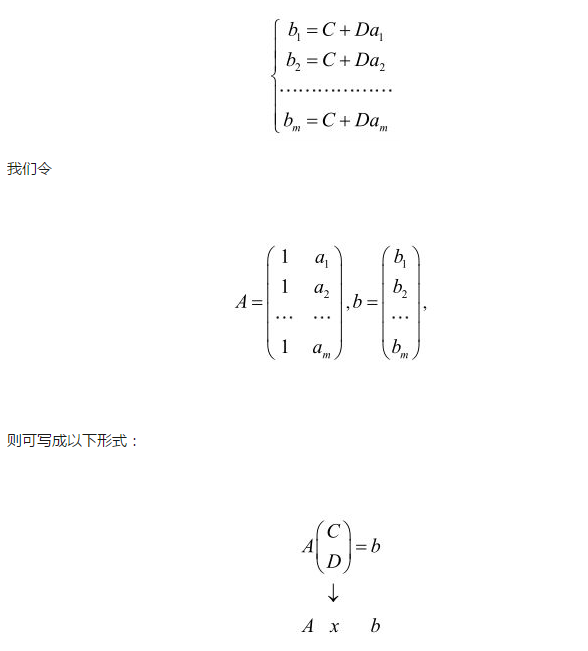 b₁ = C + Da₁
b₂ = C + Da₂
………………
bₘ = C + Daₘ
我们令
A = ( 1 a₁ ; 1 a₂ ; … … ; 1 aₘ ), b = ( b₁ ; b₂ ; … ; bₘ ),
则可写成以下形式：
A ( C ; D ) = b
↓
A x b